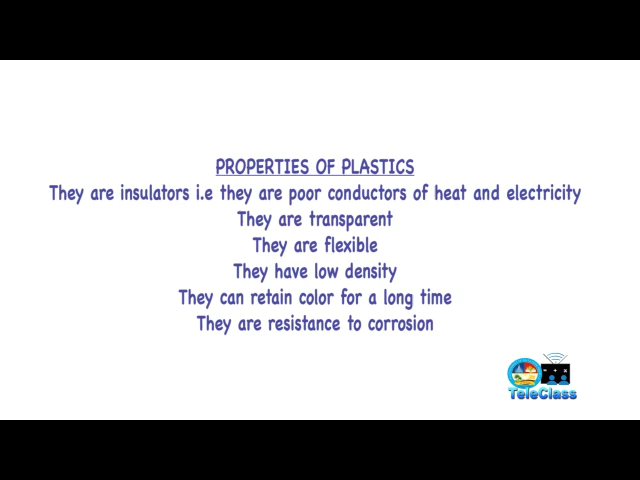 PROPERTIES OF PLASTICS
They are insulators i.e they are poor conductors of heat and electricity
They are transparent
They are flexible
They have low density
They can retain color for a long time
They are resistance to corrosion
TeleClass